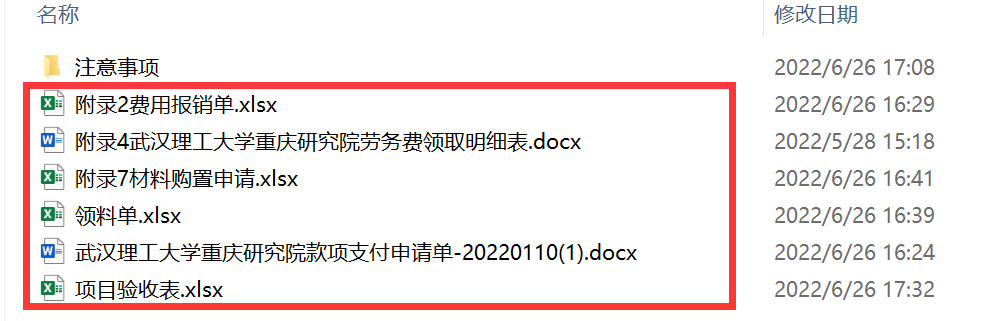 名称 修改日期
注意事项 2022/6/26 17:08
附录2费用报销单.xlsx 2022/6/26 16:29
附录4武汉理工大学重庆研究院劳务费领取明细表.docx 2022/5/28 15:18
附录7材料购置申请.xlsx 2022/6/26 16:41
领料单.xlsx 2022/6/26 16:39
武汉理工大学重庆研究院款项支付申请单-20220110(1).docx 2022/6/26 16:24
项目验收表.xlsx 2022/6/26 17:32